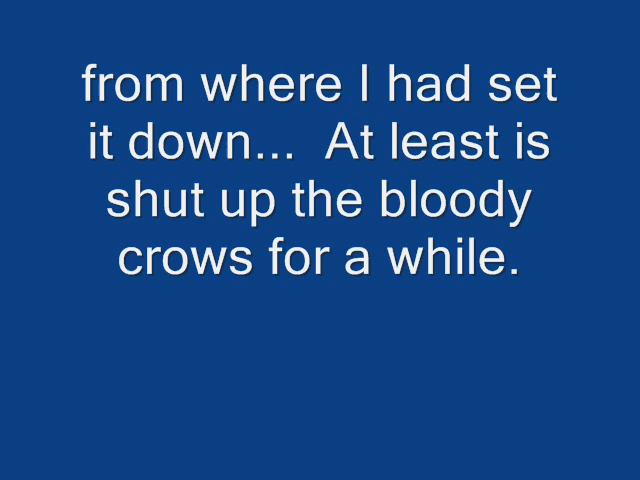 from where I had set
it down...  At least is
shut up the bloody
crows for a while.